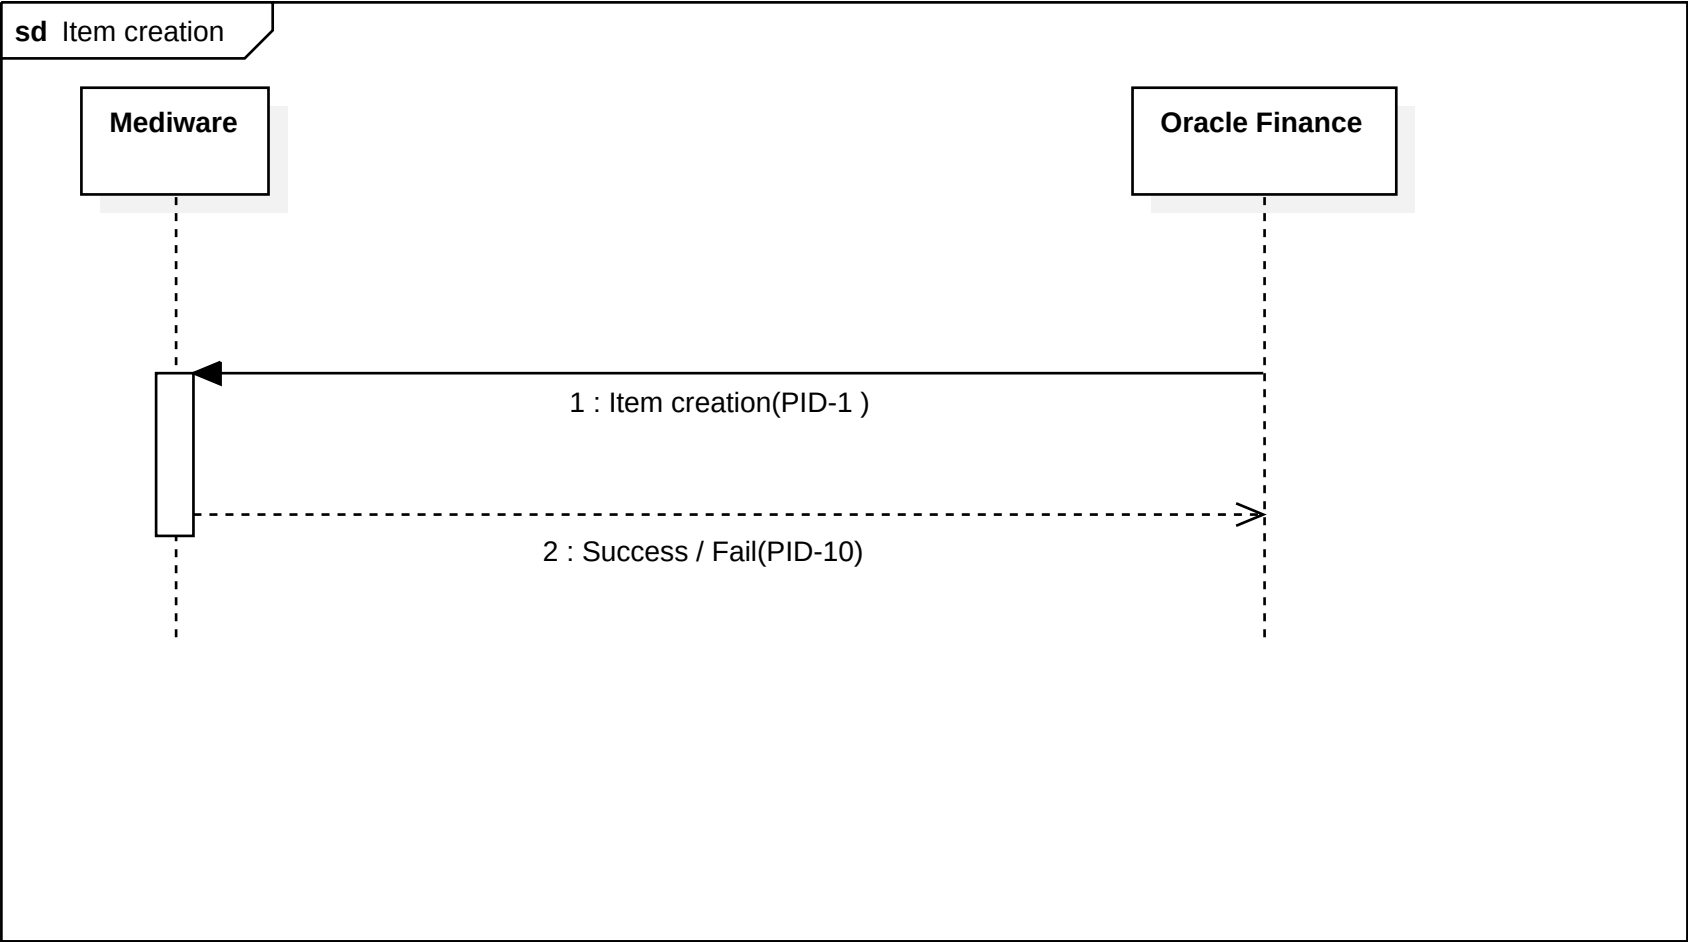 sd Item creation
Mediware
Oracle Finance
1 : Item creation(PID-1 )
2 : Success / Fail(PID-10)